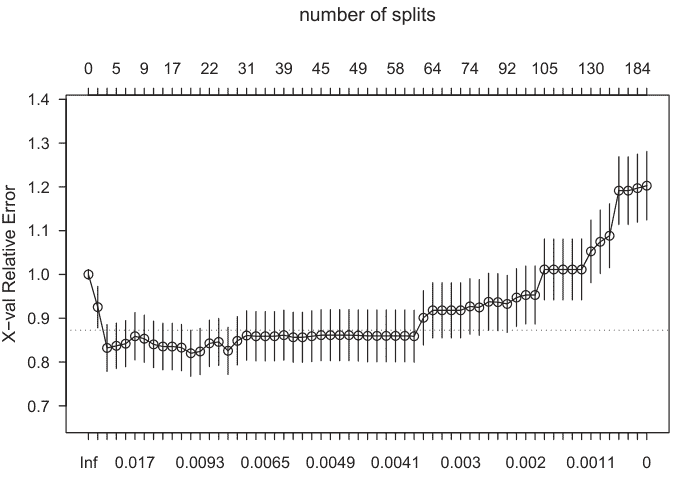 number of splits
0 5 9 17 22 31 39 45 49 58 64 74 92 105 130 184
1.4
1.3
1.2
1.1
1.0
0.9
0.8
0.7
X−val Relative Error
Inf 0.017 0.0093 0.0065 0.0049 0.0041 0.003 0.002 0.0011 0